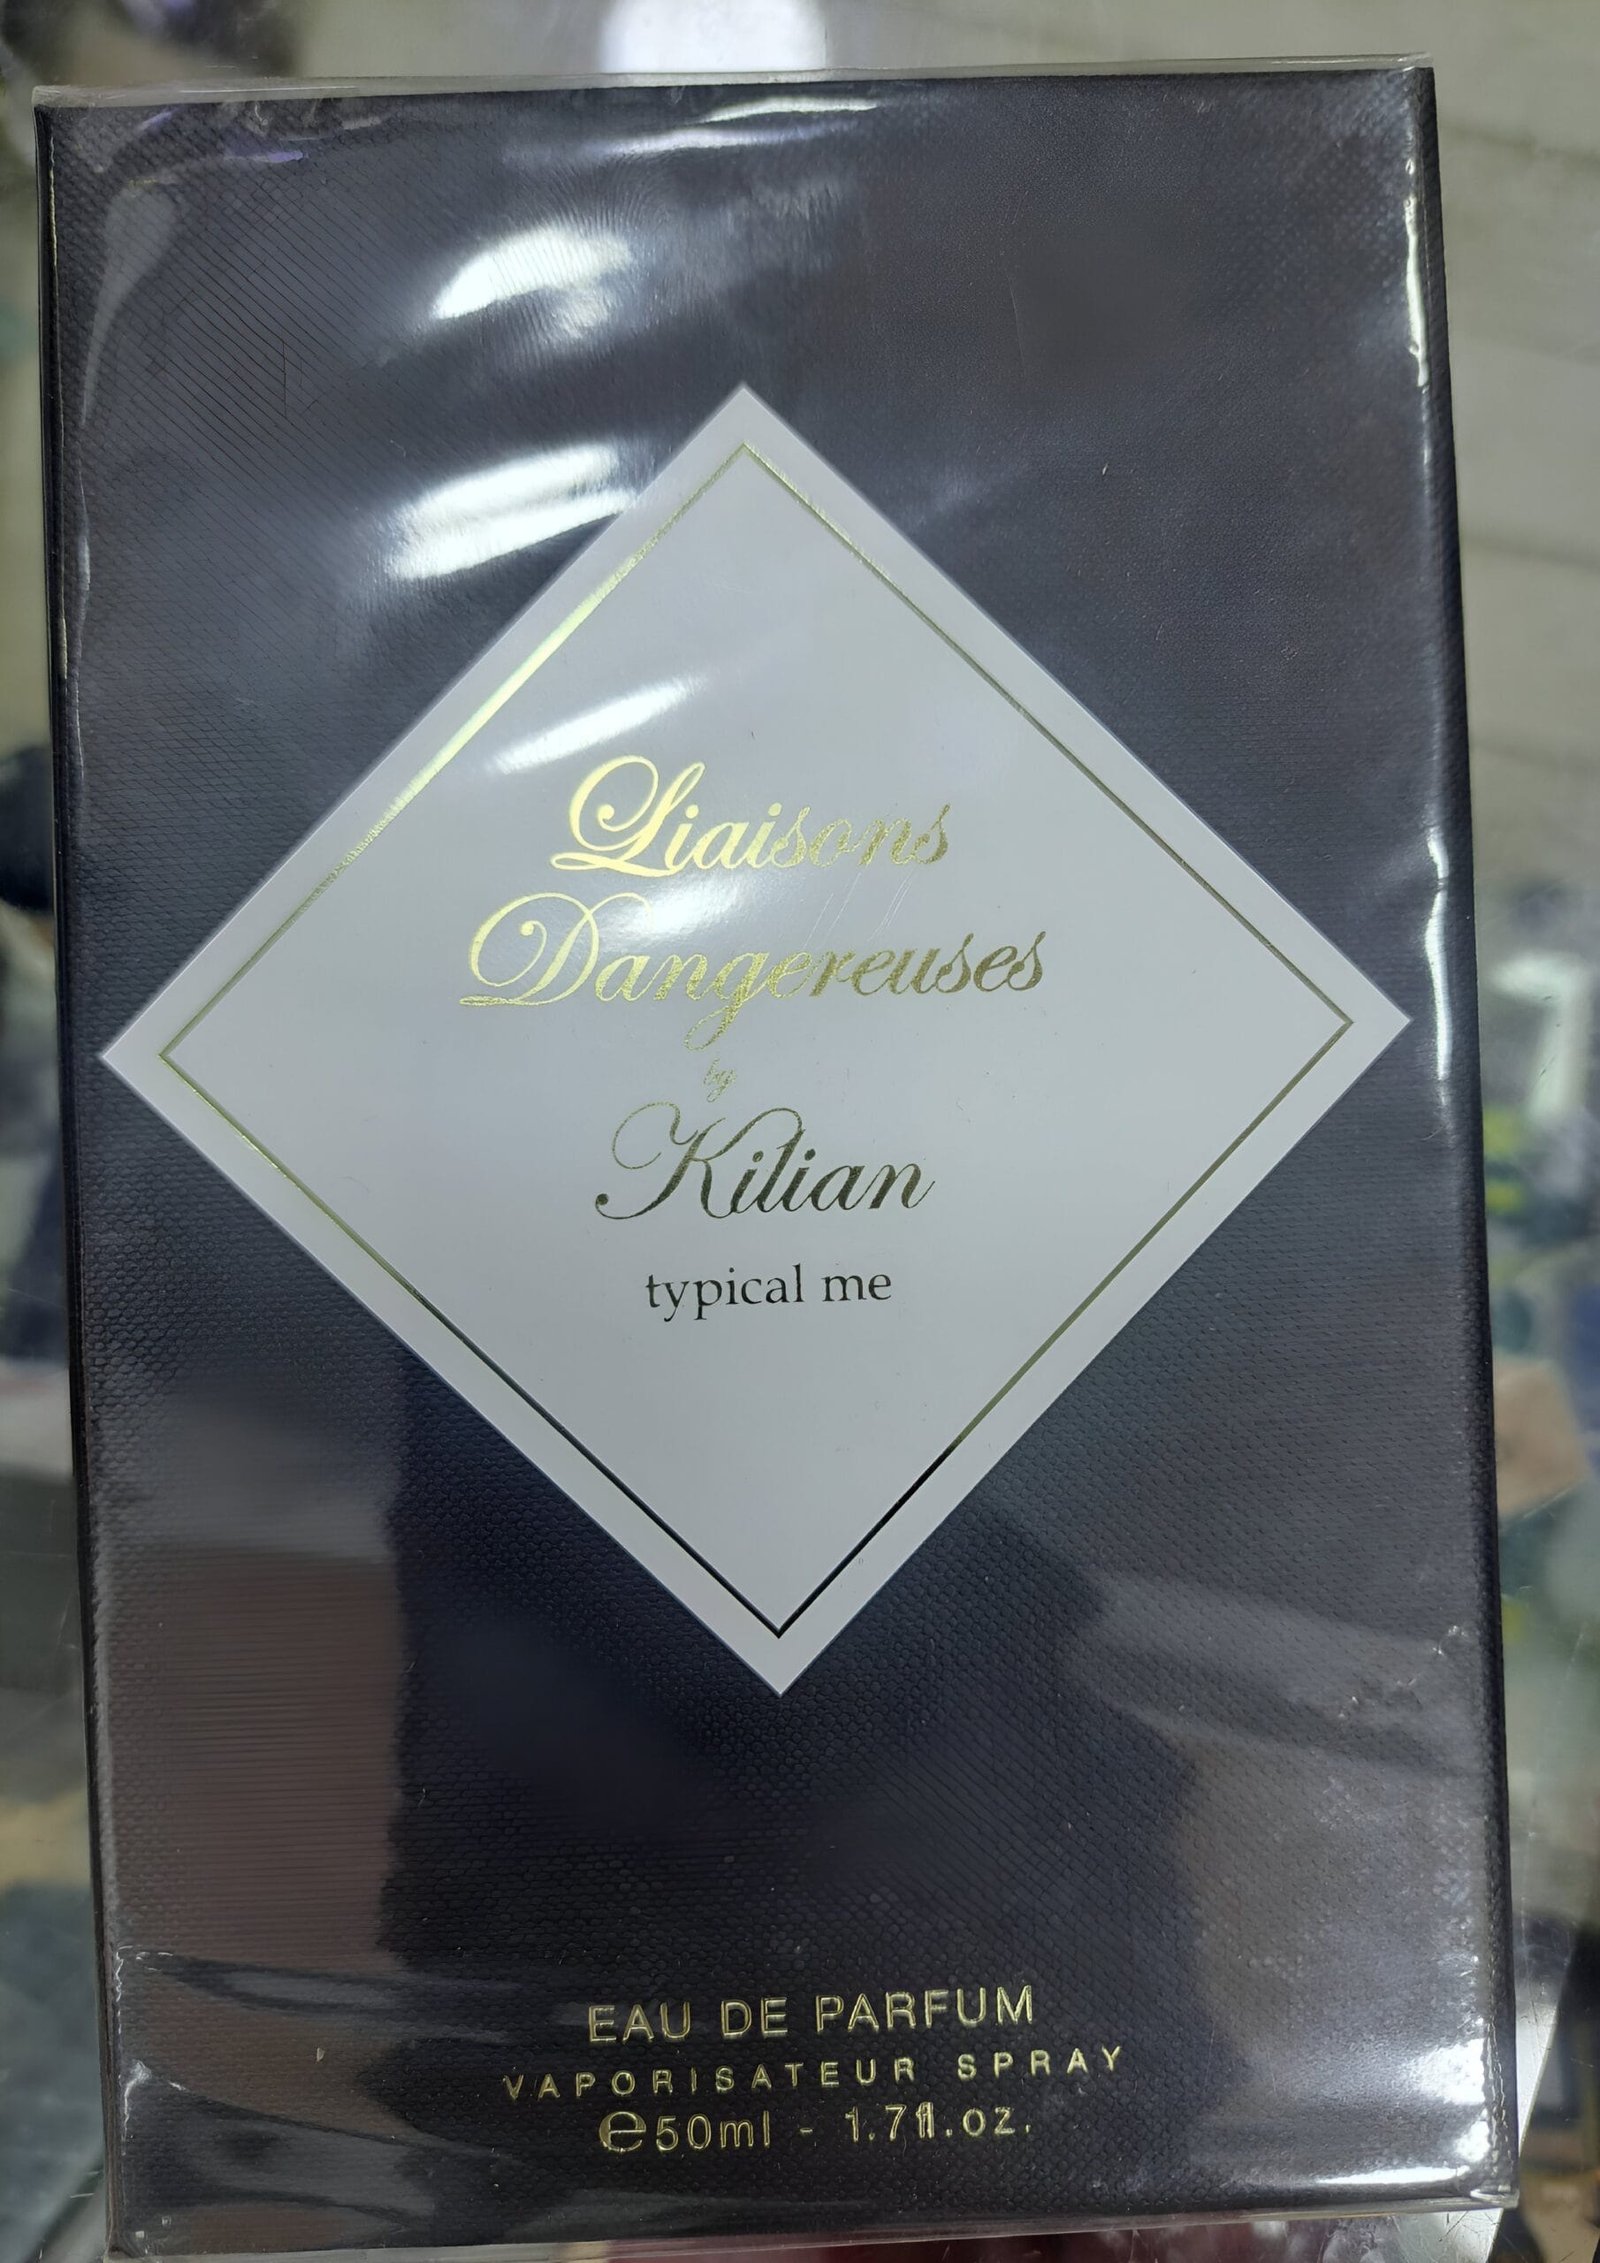 Liaisons
Dangereuses
by
Kilian
typical me
EAU DE PARFUM
VAPORISATEUR SPRAY
℮50ml - 1.7fl.oz.